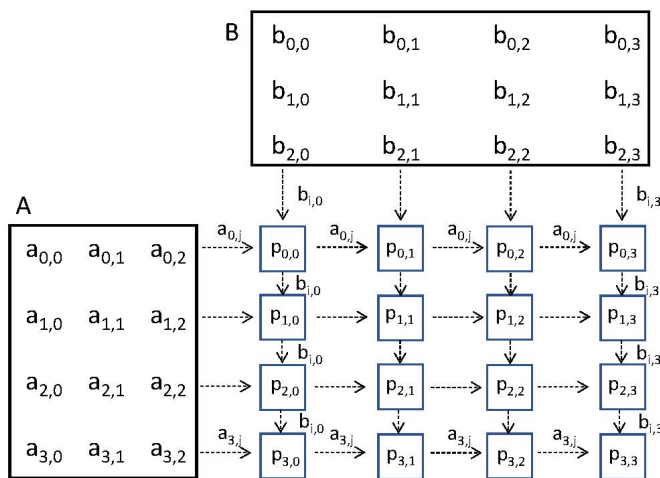 B
b0,0 b0,1 b0,2 b0,3
b1,0 b1,1 b1,2 b1,3
b2,0 b2,1 b2,2 b2,3
bi,0 bi,3
A
a0,0 a0,1 a0,2
a0,j p0,0 a0,j p0,1 a0,j p0,2 a0,j p0,3
bi,0 bi,3
a1,0 a1,1 a1,2
p1,0 p1,1 p1,2 p1,3
bi,0 bi,3
a2,0 a2,1 a2,2
p2,0 p2,1 p2,2 p2,3
bi,0 bi,3
a3,0 a3,1 a3,2
a3,j p3,0 a3,j p3,1 a3,j p3,2 a3,j p3,3